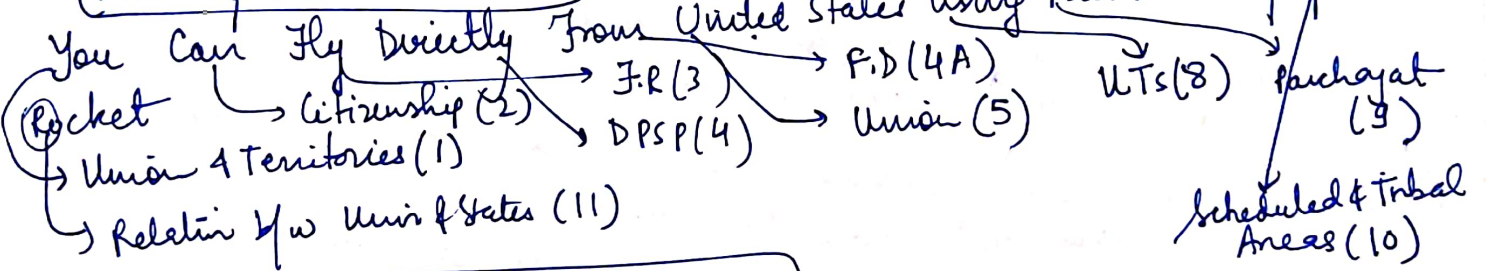 You Can Fly Directly From United States using
Rocket → Citizenship (2) → F.R (3) → F.D (4A) UTs(8) Panchayat (9)
→ DPSP(4) → Union (5)
→ Union & Territories (1)
→ Relation b/w Union & States (11)
Scheduled & Tribal Areas (10)